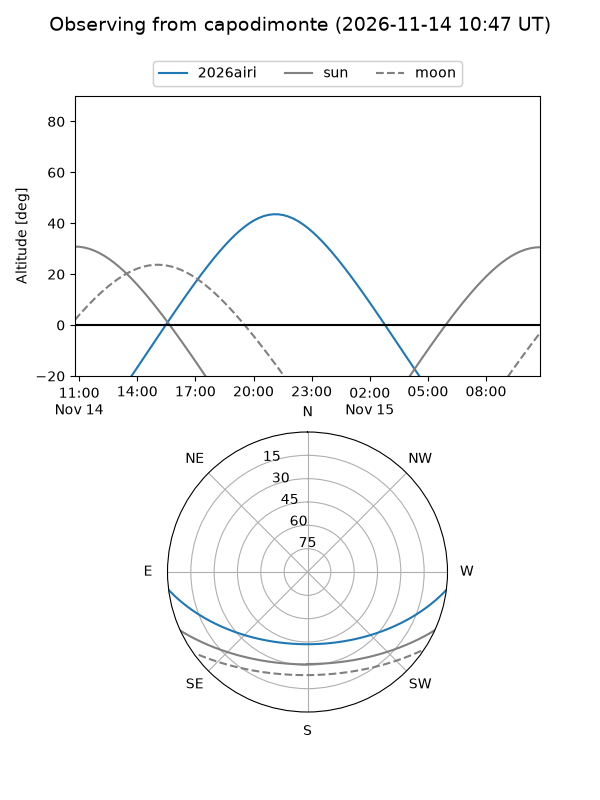 Observing from capodimonte (2026-11-14 10:47 UT)
2026airi sun moon
Altitude [deg]
80
60
40
20
0
−20
11:00 14:00 17:00 20:00 23:00 02:00 05:00 08:00
Nov 14 Nov 15
N
NE NW
15
30
45
60
75
E W
SE SW
S